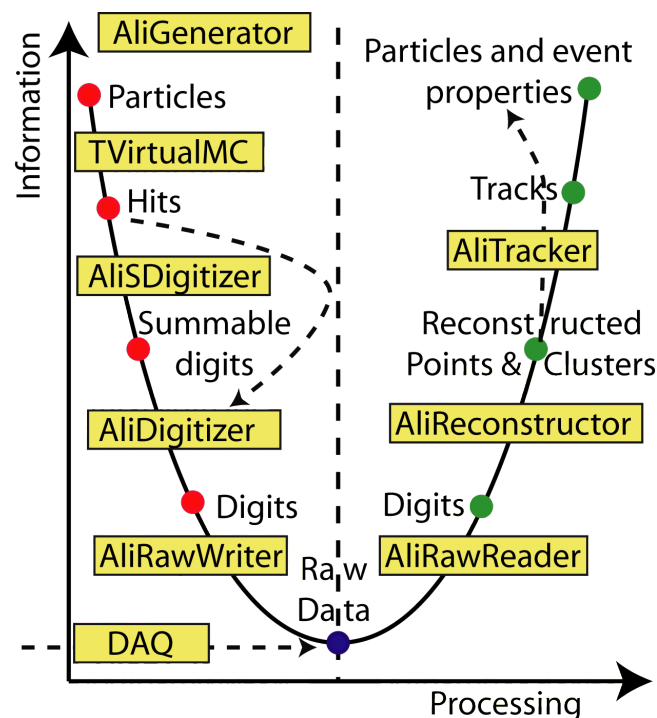 AliGenerator
Information
Particles
TVirtualMC
Hits
AliSDigitizer
Summable
digits
AliDigitizer
Digits
AliRawWriter
Raw
Data
DAQ
Particles and event
properties
Tracks
AliTracker
Reconstructed
Points & Clusters
AliReconstructor
Digits
AliRawReader
Processing